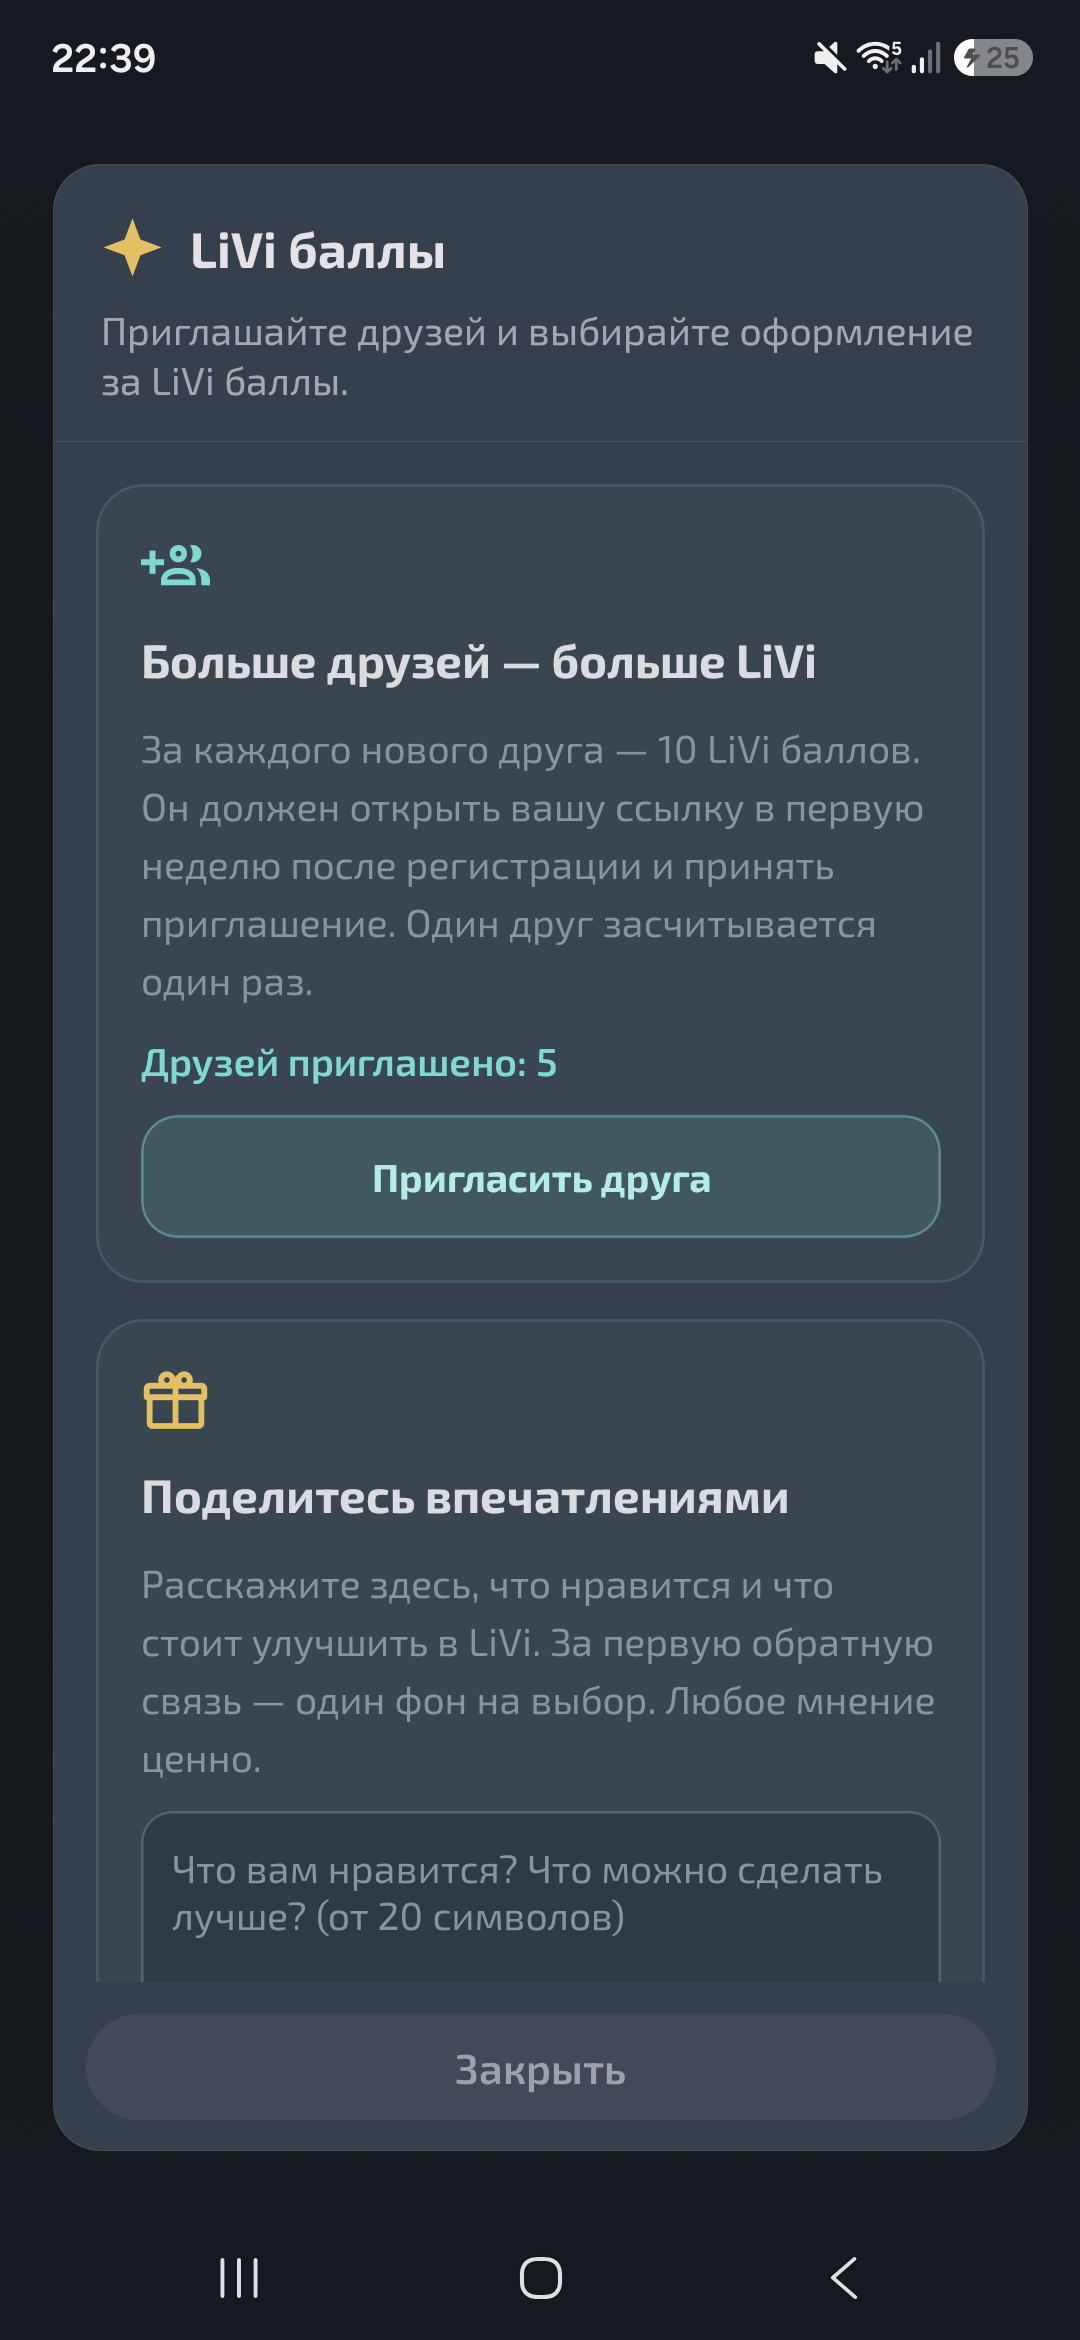 22:39
5
25
LiVi баллы
Приглашайте друзей и выбирайте оформление
за LiVi баллы.
Больше друзей — больше LiVi
За каждого нового друга — 10 LiVi баллов.
Он должен открыть вашу ссылку в первую
неделю после регистрации и принять
приглашение. Один друг засчитывается
один раз.
Друзей приглашено: 5
Пригласить друга
Поделитесь впечатлениями
Расскажите здесь, что нравится и что
стоит улучшить в LiVi. За первую обратную
связь — один фон на выбор. Любое мнение
ценно.
Что вам нравится? Что можно сделать
лучше? (от 20 символов)
Закрыть